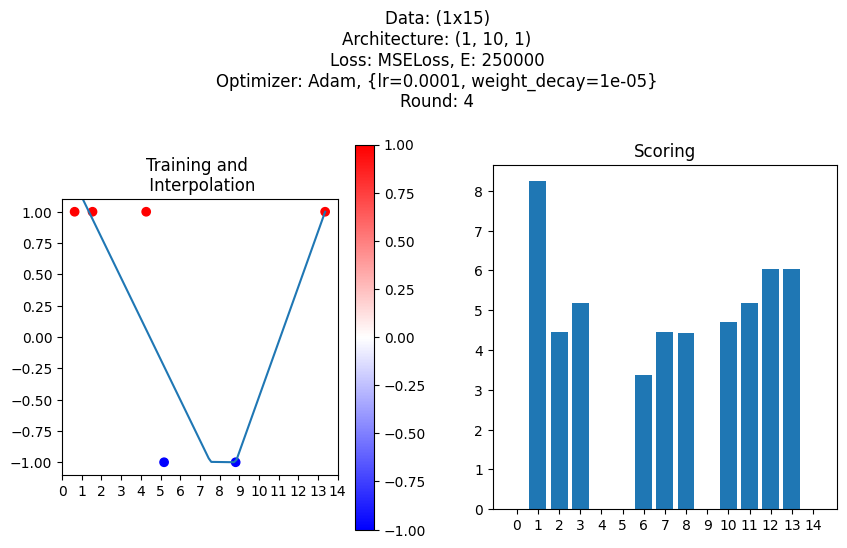 Data: (1x15)
Architecture: (1, 10, 1)
Loss: MSELoss, E: 250000
Optimizer: Adam, {lr=0.0001, weight_decay=1e-05}
Round: 4
Training and
Interpolation
1.00
0.75
0.50
0.25
0.00
−0.25
−0.50
−0.75
−1.00
0 1 2 3 4 5 6 7 8 9 10 11 12 13 14
1.00
0.75
0.50
0.25
0.00
−0.25
−0.50
−0.75
−1.00
Scoring
8
7
6
5
4
3
2
1
0
0 1 2 3 4 5 6 7 8 9 10 11 12 13 14